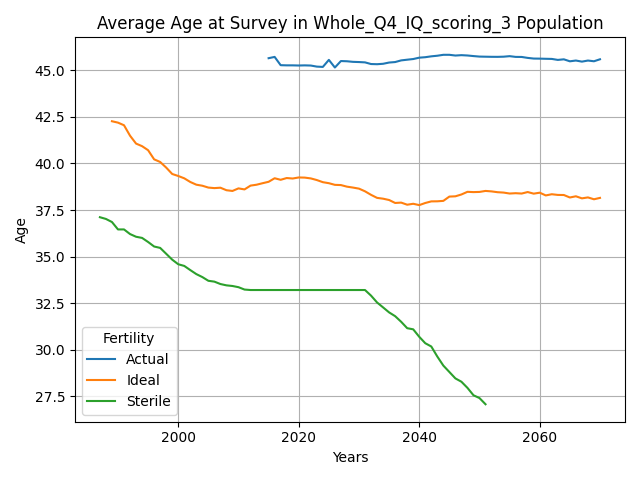 Average Age at Survey in Whole_Q4_IQ_scoring_3 Population
45.0
42.5
40.0
37.5
35.0
32.5
30.0
27.5
Age
Fertility
Actual
Ideal
Sterile
2000
2020
2040
2060
Years